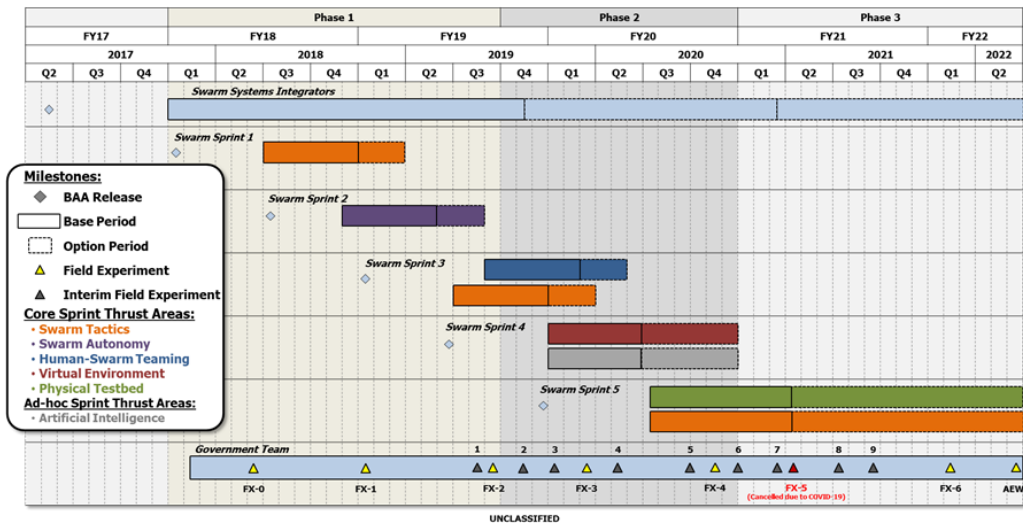 Phase 1 Phase 2 Phase 3
FY17 FY18 FY19 FY20 FY21 FY22
2017 2018 2019 2020 2021 2022
Q2 Q3 Q4 Q1 Q2 Q3 Q4 Q1 Q2 Q3 Q4 Q1 Q2 Q3 Q4 Q1 Q2 Q3 Q4 Q1 Q2
Swarm Systems Integrators
Swarm Sprint 1
Swarm Sprint 2
Swarm Sprint 3
Swarm Sprint 4
Swarm Sprint 5
Milestones:
BAA Release
Base Period
Option Period
Field Experiment
Interim Field Experiment
Core Sprint Thrust Areas:
• Swarm Tactics
• Swarm Autonomy
• Human-Swarm Teaming
• Virtual Environment
• Physical Testbed
Ad-hoc Sprint Thrust Areas:
• Artificial Intelligence
Government Team
1 2 3 4 5 6 7 8 9
FX-0 FX-1 FX-2 FX-3 FX-4 FX-5 FX-6 AEW
(Cancelled due to COVID-19)
UNCLASSIFIED